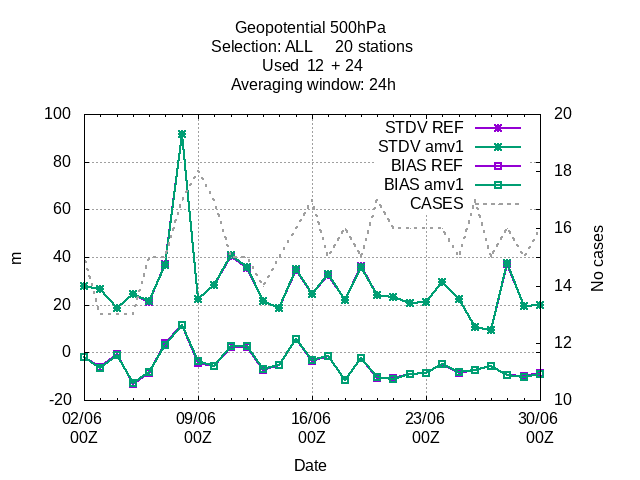 Geopotential 500hPa
Selection: ALL 20 stations
Used 12 + 24
Averaging window: 24h
STDV REF
STDV amv1
BIAS REF
BIAS amv1
CASES
100
80
60
40
20
0
-20
m
20
18
16
14
12
10
No cases
02/06 09/06 16/06 23/06 30/06
00Z 00Z 00Z 00Z 00Z
Date